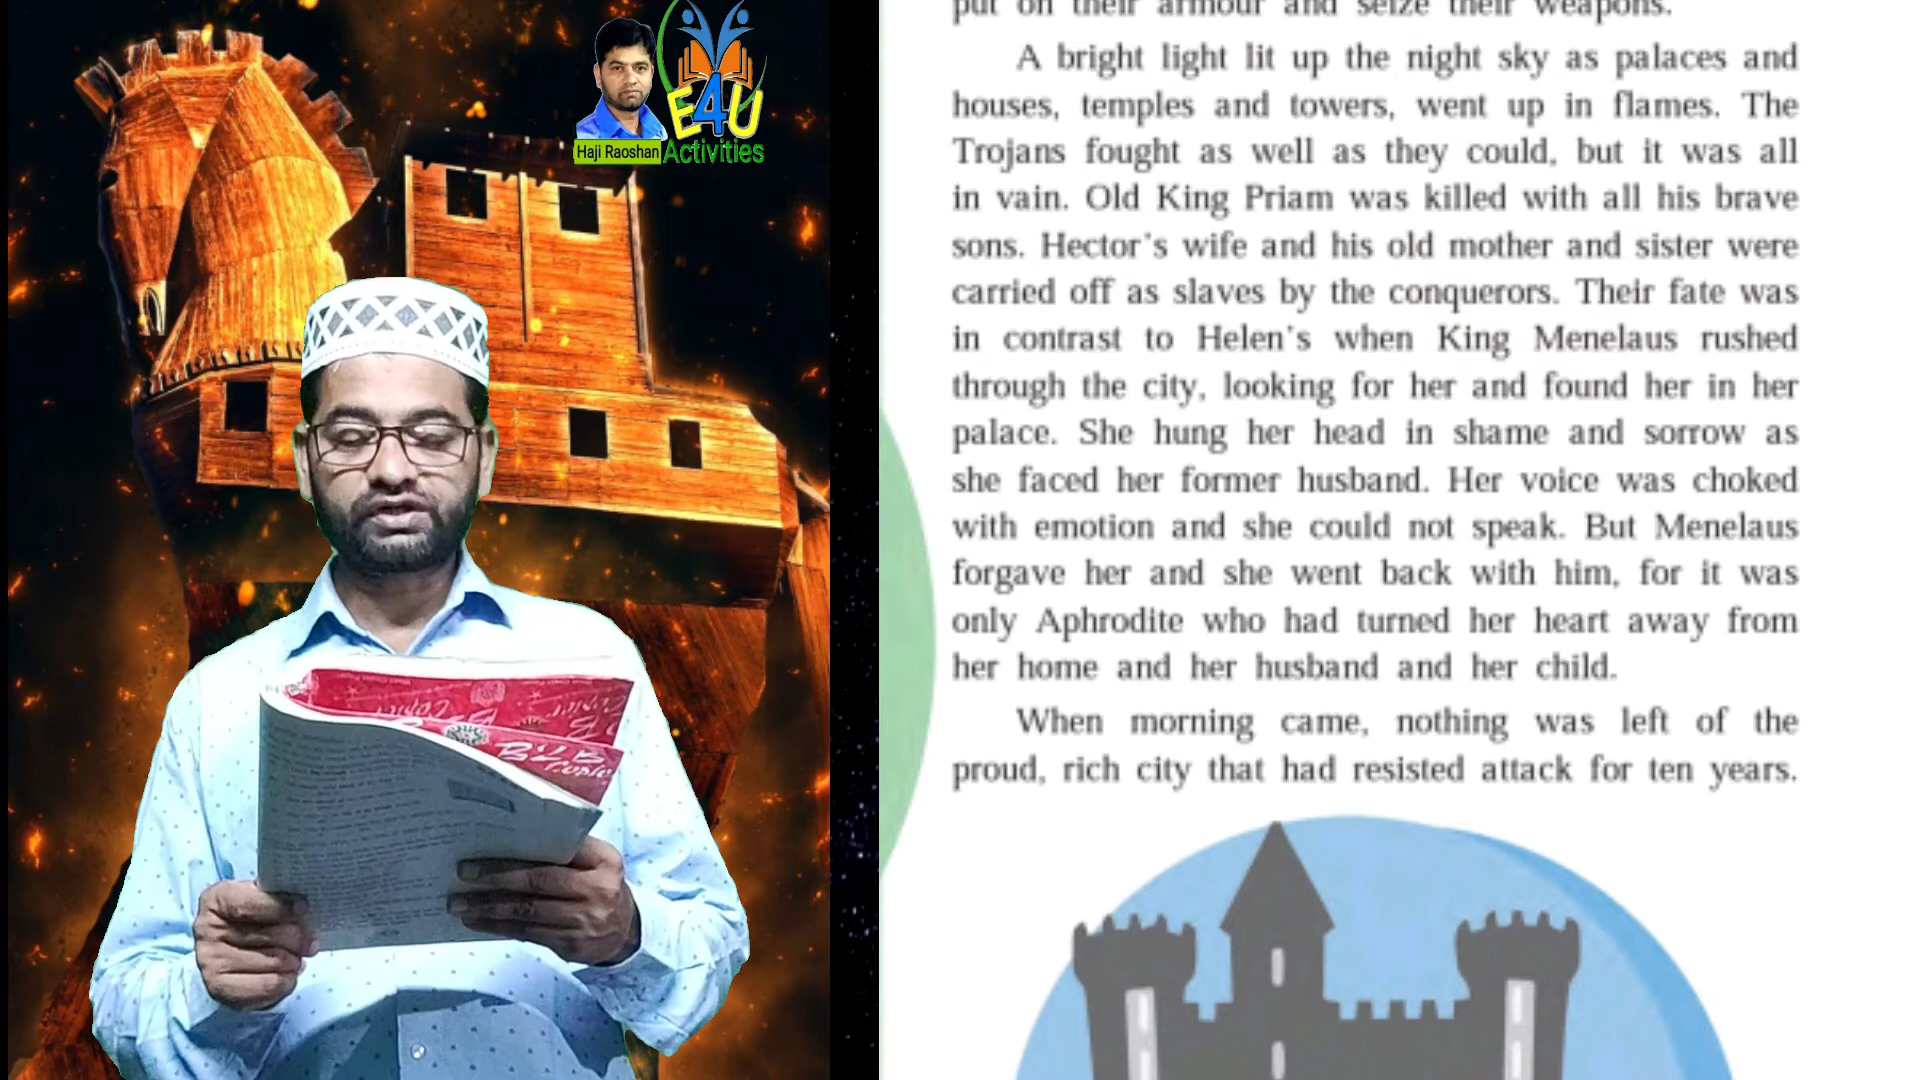 E4U
Haji Raoshan
Activities
put on their armour and seize their weapons.
A bright light lit up the night sky as palaces and
houses, temples and towers, went up in flames. The
Trojans fought as well as they could, but it was all
in vain. Old King Priam was killed with all his brave
sons. Hector's wife and his old mother and sister were
carried off as slaves by the conquerors. Their fate was
in contrast to Helen's when King Menelaus rushed
through the city, looking for her and found her in her
palace. She hung her head in shame and sorrow as
she faced her former husband. Her voice was choked
with emotion and she could not speak. But Menelaus
forgave her and she went back with him, for it was
only Aphrodite who had turned her heart away from
her home and her husband and her child.
When morning came, nothing was left of the
proud, rich city that had resisted attack for ten years.